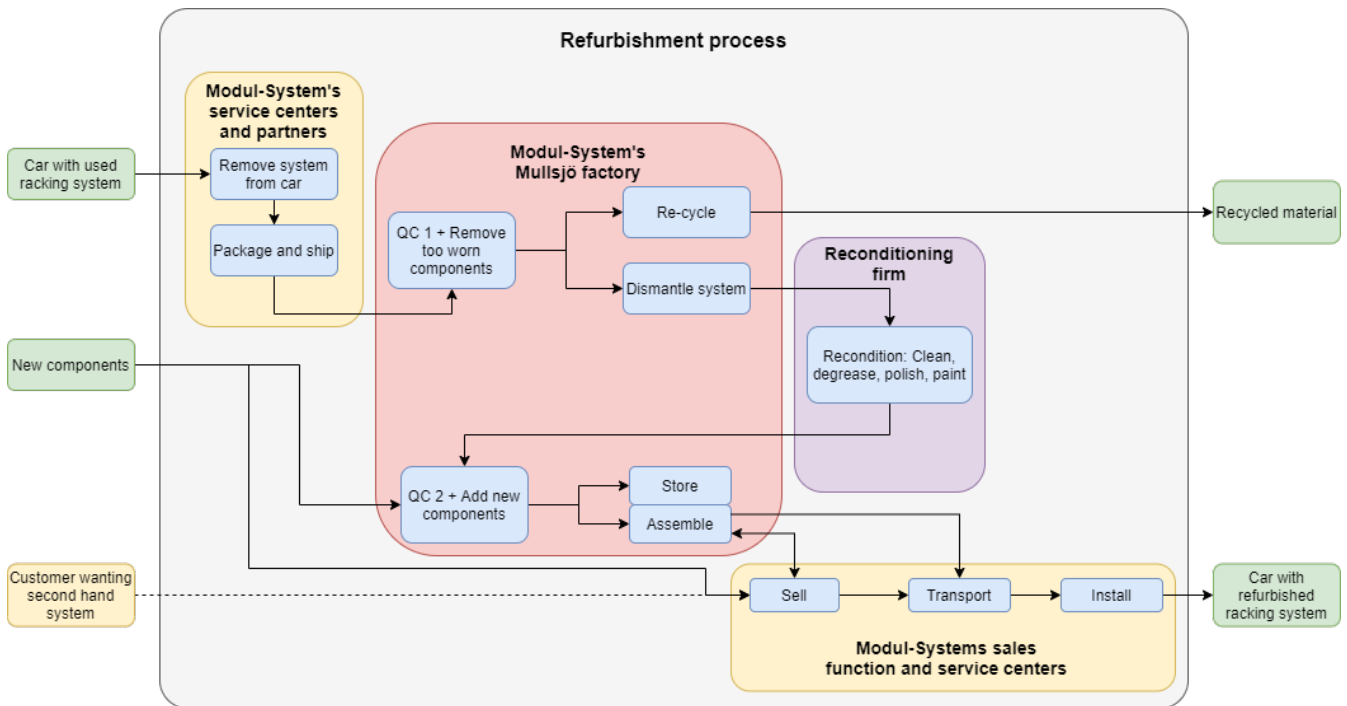 Refurbishment process
Modul-System's
service centers
and partners
Car with used
racking system
Remove system
from car
Package and ship
Modul-System's
Mullsjö factory
QC 1 + Remove
too worn
components
Re-cycle
Recycled material
Dismantle system
Reconditioning
firm
Recondition: Clean,
degrease, polish, paint
New components
QC 2 + Add new
components
Store
Assemble
Customer wanting
second hand
system
Sell
Transport
Install
Car with
refurbished
racking system
Modul-Systems sales
function and service centers